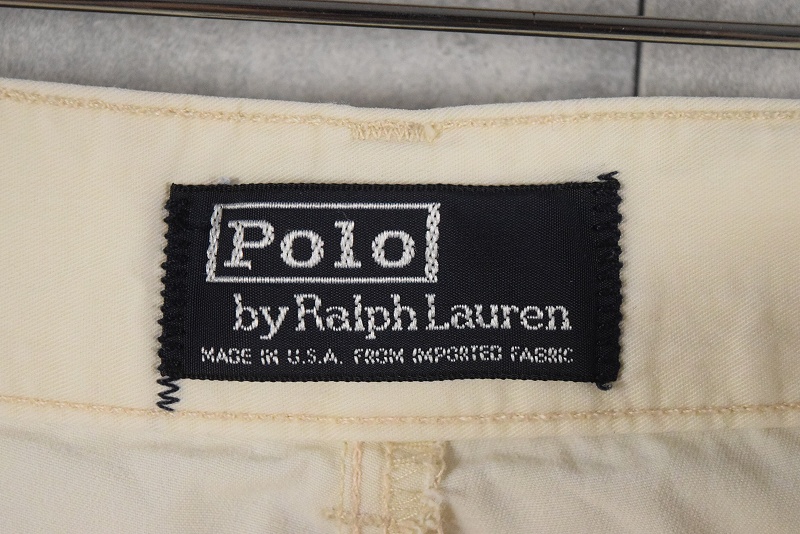 Polo
by Ralph Lauren
MADE IN U.S.A. FROM IMPORTED FABRIC